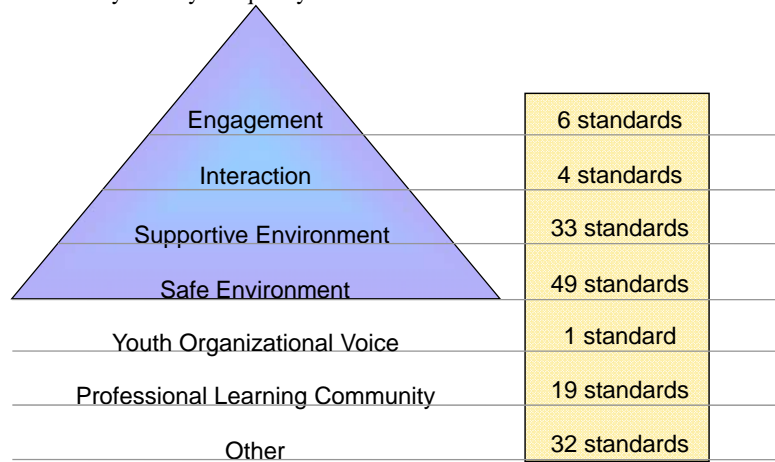 Engagement 6 standards
Interaction 4 standards
Supportive Environment 33 standards
Safe Environment 49 standards
Youth Organizational Voice 1 standard
Professional Learning Community 19 standards
Other 32 standards